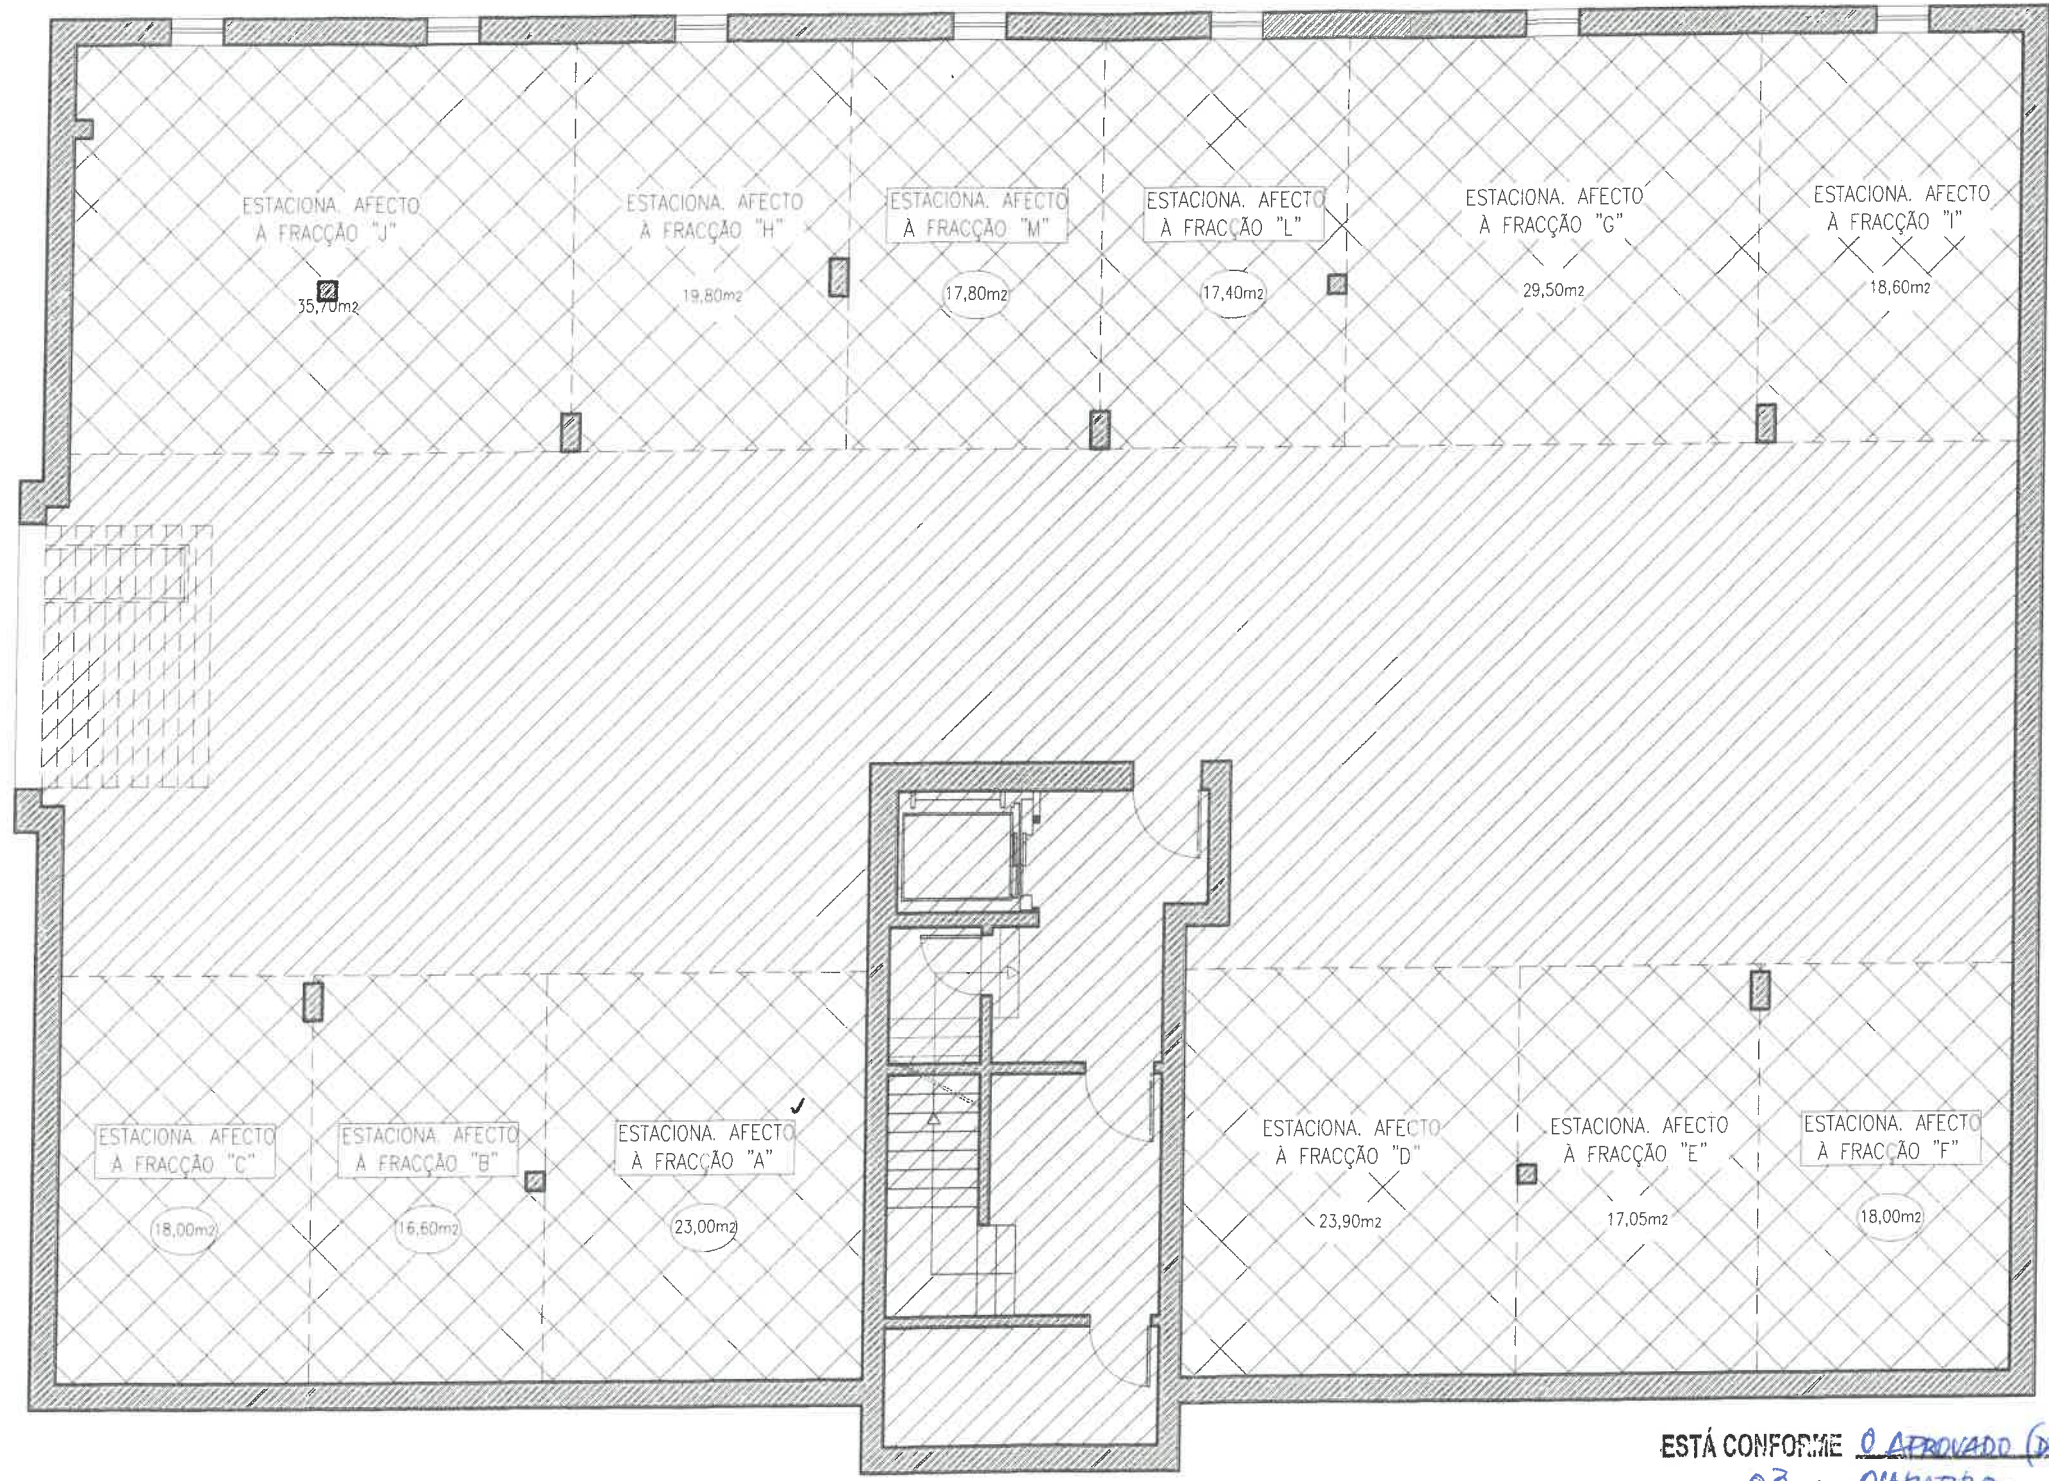 ESTACIONA. AFECTO
À FRACÇÃO "J"
35,70m2
ESTACIONA. AFECTO
À FRACÇÃO "H"
19,80m2
ESTACIONA. AFECTO
À FRACÇÃO "M"
17,80m2
ESTACIONA. AFECTO
À FRACÇÃO "L"
17,40m2
ESTACIONA. AFECTO
À FRACÇÃO "G"
29,50m2
ESTACIONA. AFECTO
À FRACÇÃO "I"
18,60m2
ESTACIONA. AFECTO
À FRACÇÃO "C"
18,00m2
ESTACIONA. AFECTO
À FRACÇÃO "B"
16,60m2
ESTACIONA. AFECTO
À FRACÇÃO "A"
23,00m2
ESTACIONA. AFECTO
À FRACÇÃO "D"
23,90m2
ESTACIONA. AFECTO
À FRACÇÃO "E"
17,05m2
ESTACIONA. AFECTO
À FRACÇÃO "F"
18,00m2
ESTÁ CONFORME O APROVADO